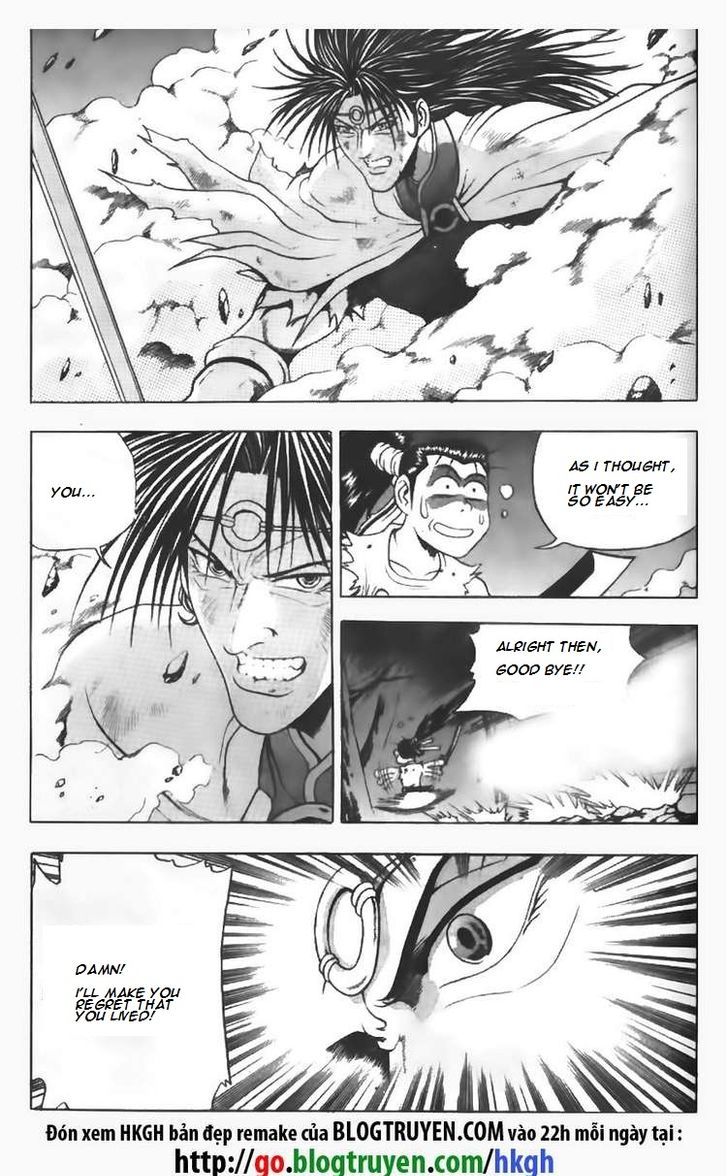 YOU...
AS I THOUGHT,
IT WON'T BE
SO EASY...
ALRIGHT THEN,
GOOD BYE!!
DAMN!
I'LL MAKE YOU
REGRET THAT
YOU LIVED!
Đón xem HKGH bản đẹp remake của BLOGTRUYEN.COM vào 22h mỗi ngày tại :
http://go.blogtruyen.com/hkgh